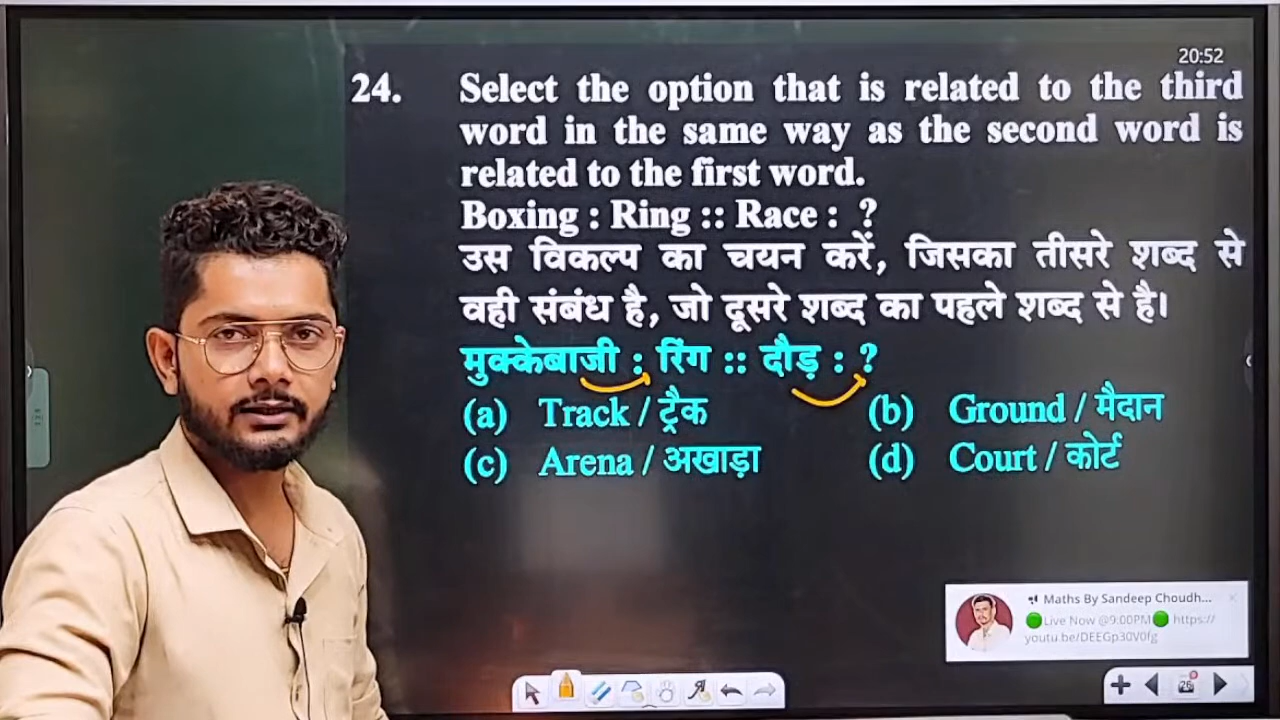 20:52
24. Select the option that is related to the third
word in the same way as the second word is
related to the first word.
Boxing : Ring :: Race : ?
उस विकल्प का चयन करें, जिसका तीसरे शब्द से
वही संबंध है, जो दूसरे शब्द का पहले शब्द से है।
मुक्केबाजी : रिंग :: दौड़ : ?
(a) Track / ट्रैक (b) Ground / मैदान
(c) Arena / अखाड़ा (d) Court / कोर्ट
Maths By Sandeep Choudh...
Live Now @9:00PM https://
youtu.be/DEEGp30V0fg
26